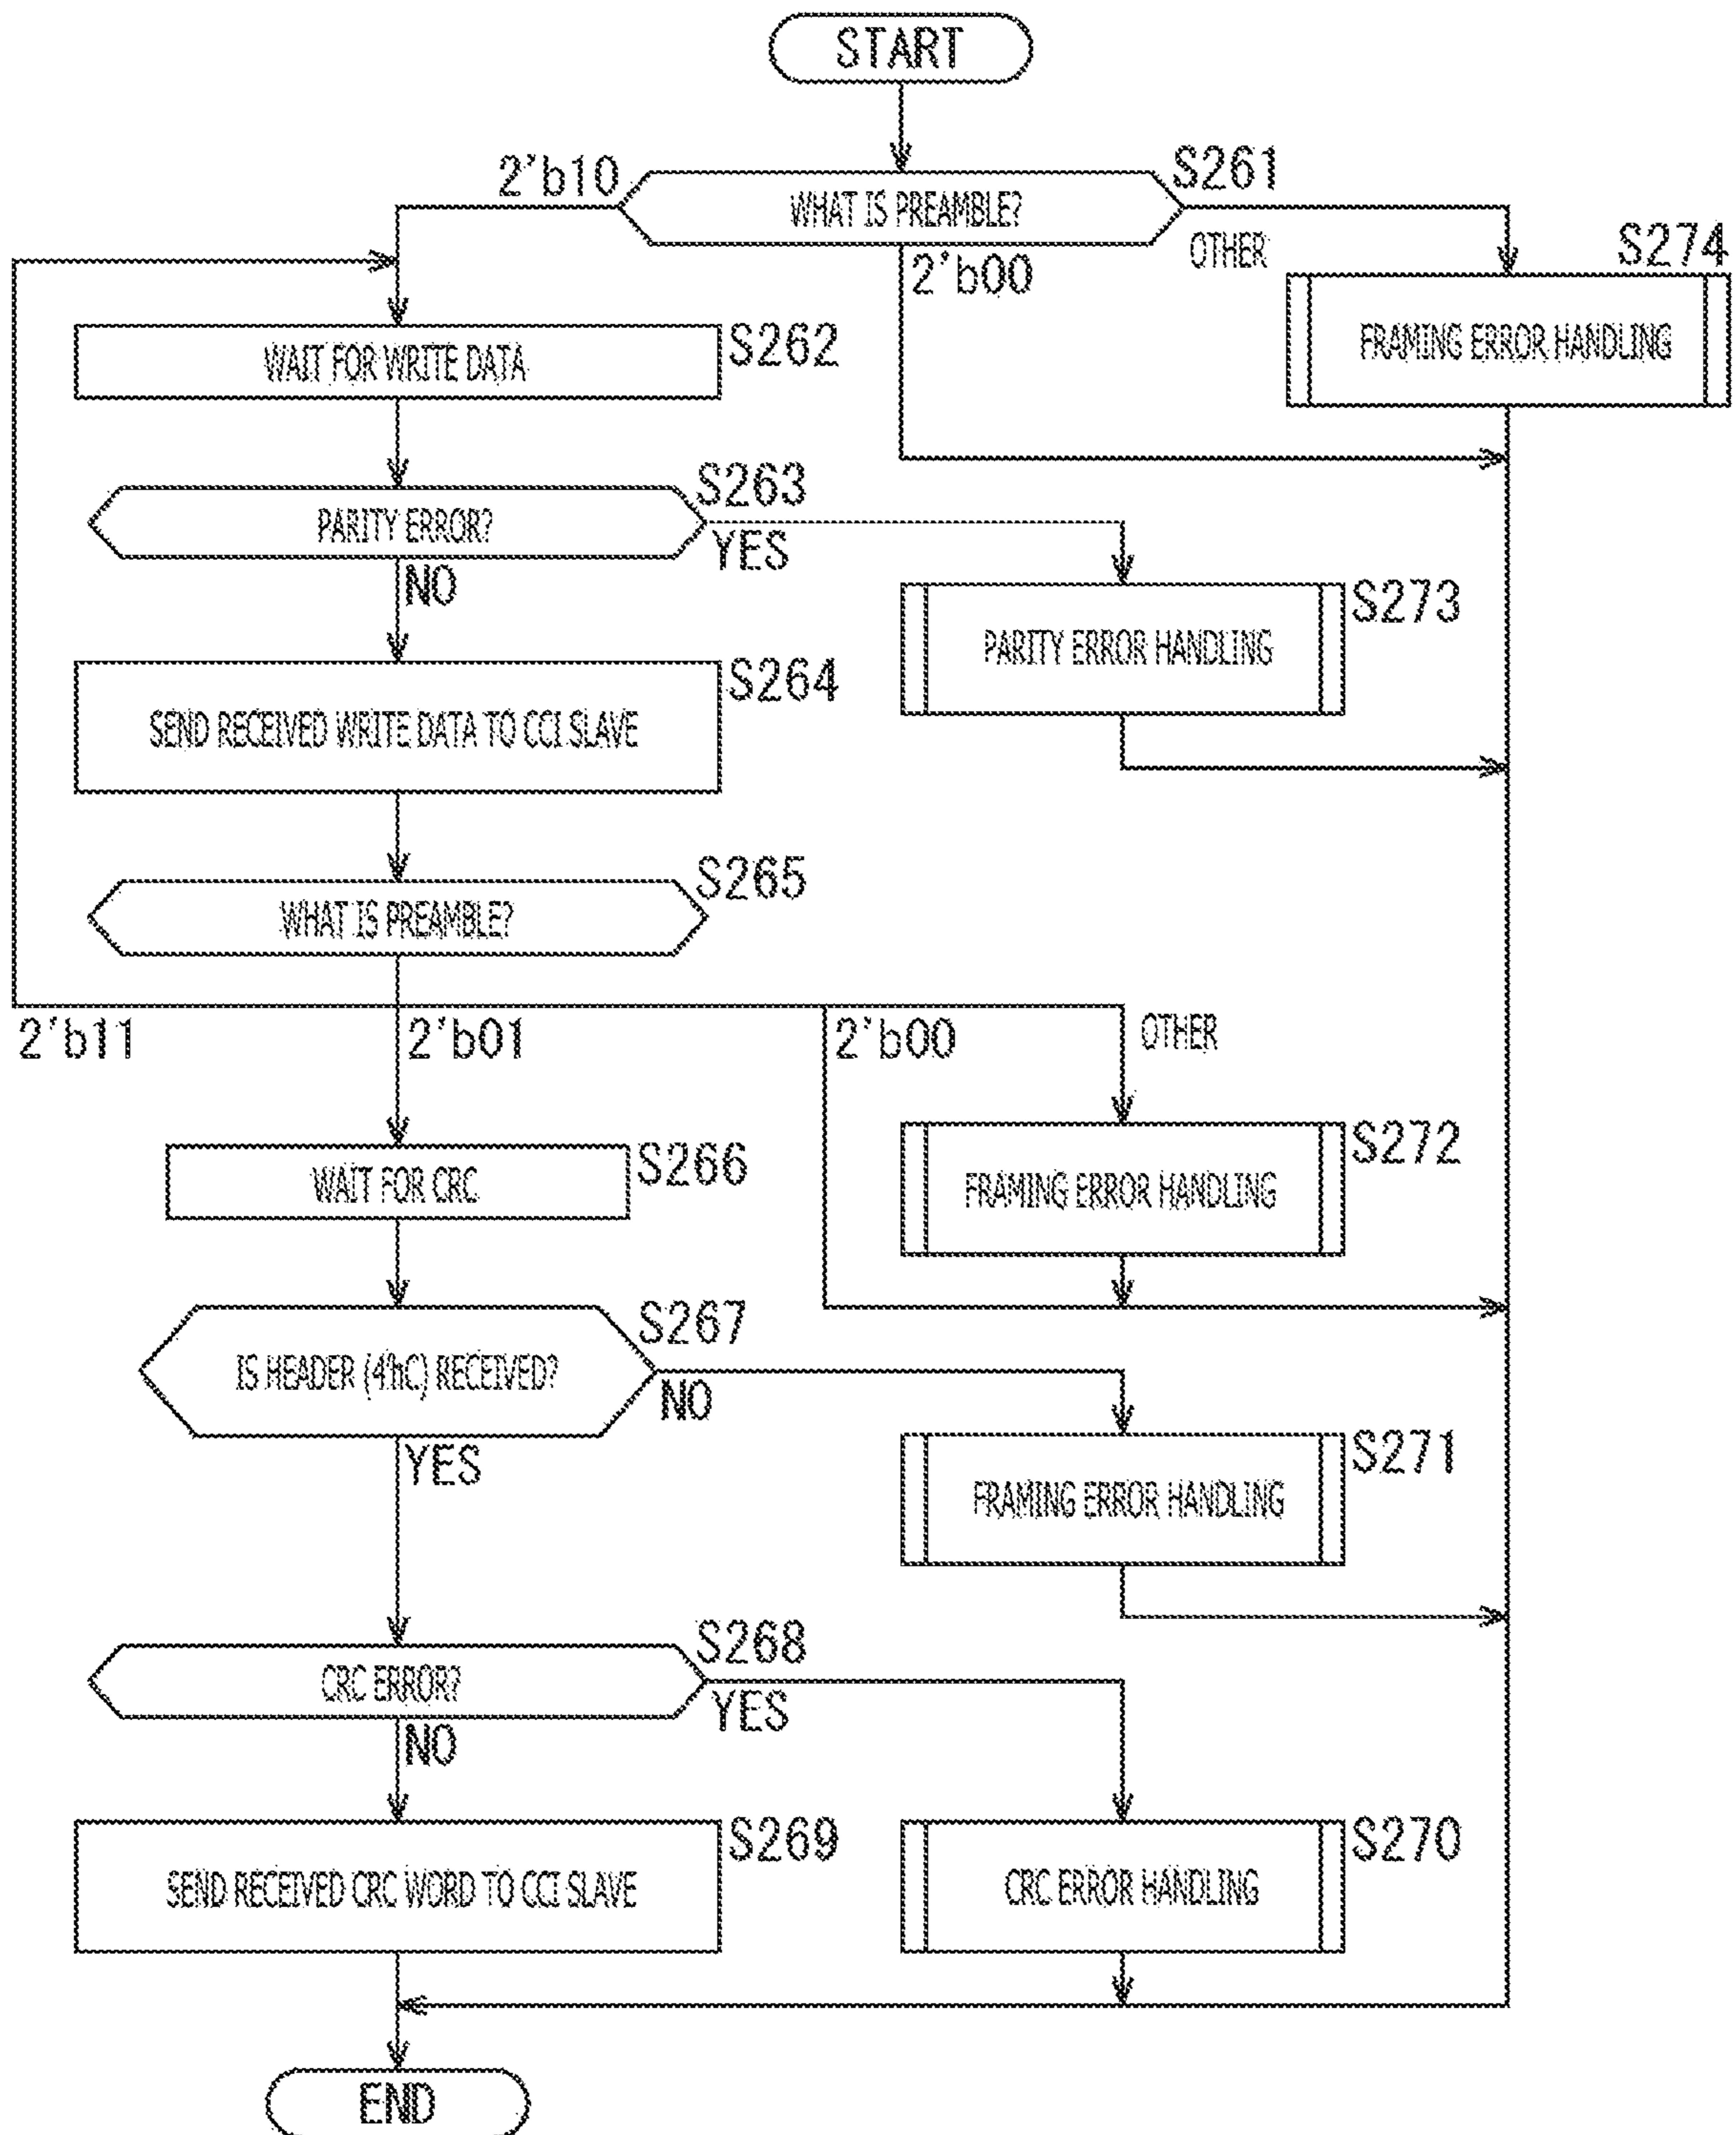 START
2'b10
S261
WHAT IS PREAMBLE?
OTHER
S274
2'b00
FRAMING ERROR HANDLING
WAIT FOR WRITE DATA
S262
S263
PARITY ERROR?
YES
NO
S273
PARITY ERROR HANDLING
S264
SEND RECEIVED WRITE DATA TO CCI SLAVE
S265
WHAT IS PREAMBLE?
2'b11
2'b01
2'b00
OTHER
S266
WAIT FOR CRC
S272
FRAMING ERROR HANDLING
S267
IS HEADER (4'hC) RECEIVED?
NO
YES
S271
FRAMING ERROR HANDLING
S268
CRC ERROR?
YES
NO
S269
SEND RECEIVED CRC WORD TO CCI SLAVE
S270
CRC ERROR HANDLING
END